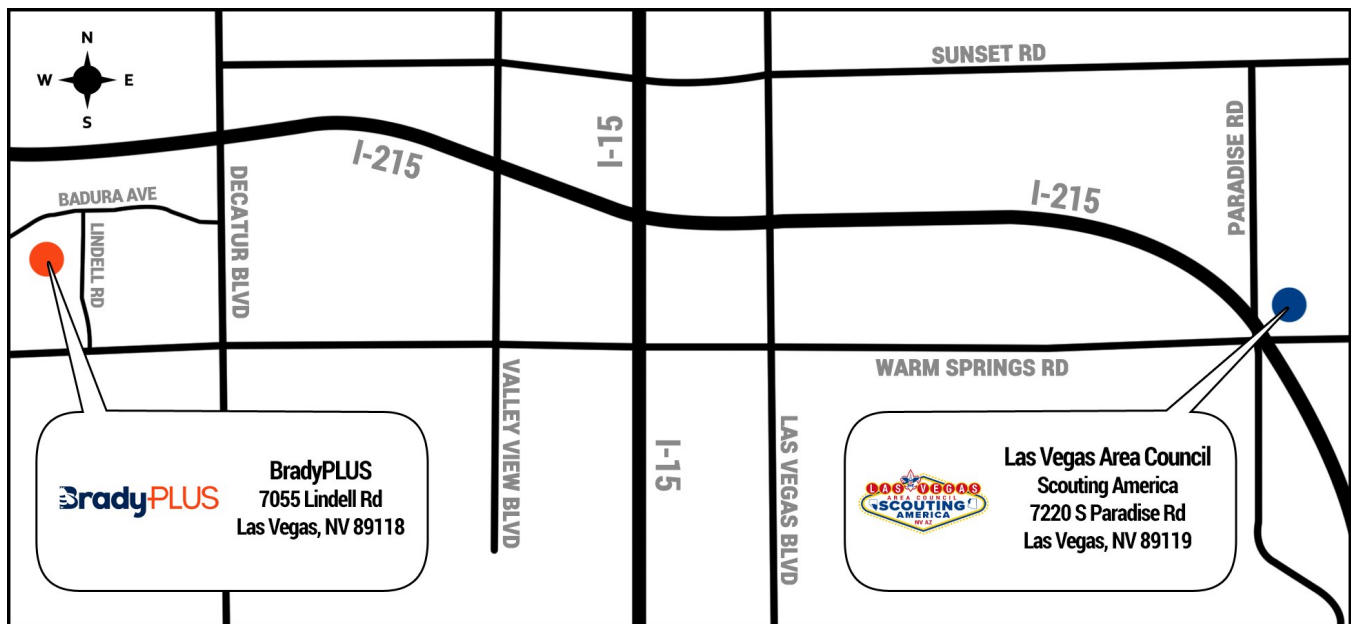 N
W
E
S
SUNSET RD
I-15
I-215
PARADISE RD
I-215
BADURA AVE
DECATUR BLVD
LINDELL RD
WARM SPRINGS RD
VALLEY VIEW BLVD
I-15
LAS VEGAS BLVD
BradyPLUS
BradyPLUS
7055 Lindell Rd
Las Vegas, NV 89118
LAS VEGAS
AREA COUNCIL
SCOUTING
AMERICA
NV AZ
Las Vegas Area Council
Scouting America
7220 S Paradise Rd
Las Vegas, NV 89119